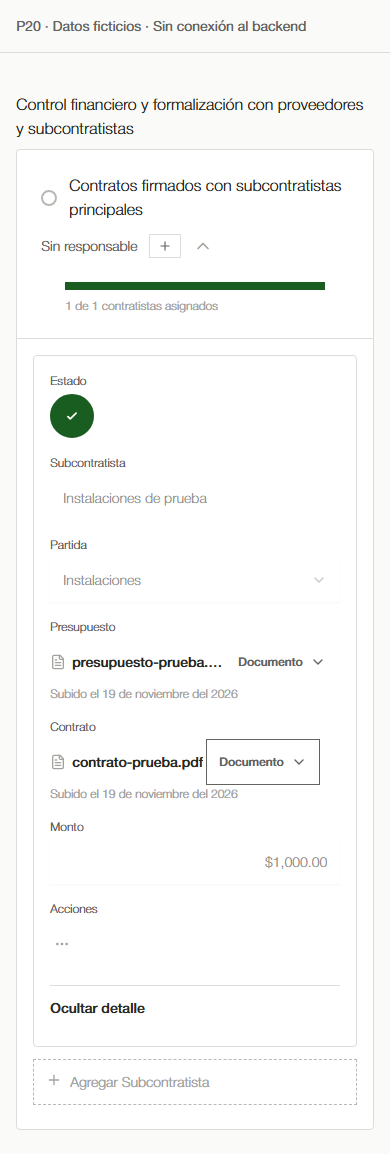 P20 · Datos ficticios · Sin conexión al backend
Control financiero y formalización con proveedores
y subcontratistas
Contratos firmados con subcontratistas
principales
Sin responsable
1 de 1 contratistas asignados
Estado
Subcontratista
Instalaciones de prueba
Partida
Instalaciones
Presupuesto
presupuesto-prueba.... Documento
Subido el 19 de noviembre del 2026
Contrato
contrato-prueba.pdf Documento
Subido el 19 de noviembre del 2026
Monto
$1,000.00
Acciones
...
Ocultar detalle
+ Agregar Subcontratista